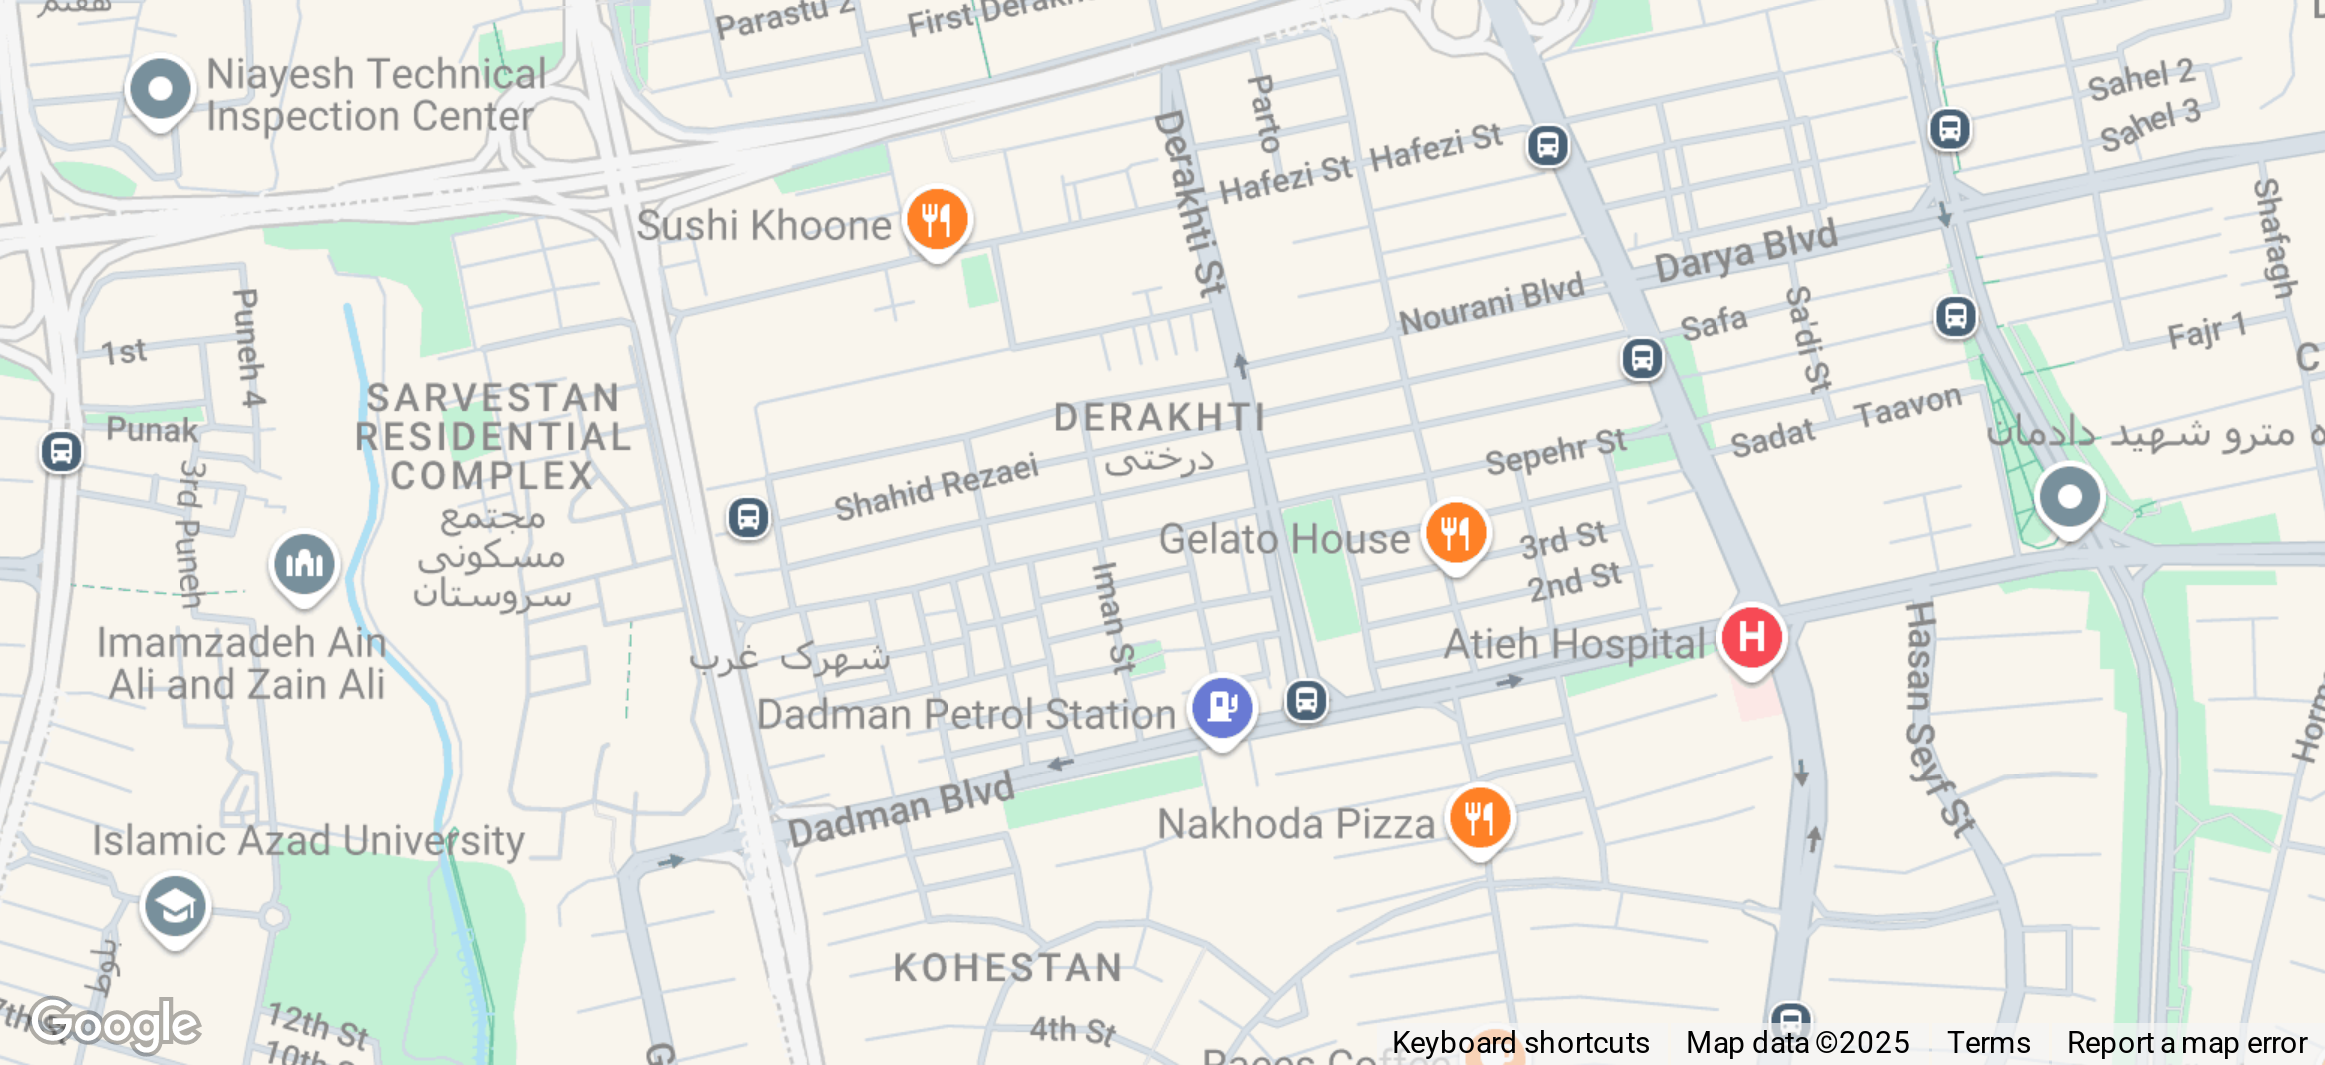 Parastu 2
Niayesh Technical
Inspection Center
Parto
Sahel 2
Sahel 3
Hafezi St
Hafezi St
Derakhti St
Sushi Khoone
Darya Blvd
Shafagh
Nourani Blvd
Safa
Sa'di St
Fajr 1
1st
Puneh 4
SARVESTAN
RESIDENTIAL
COMPLEX
مجتمع
مسکونی
سروستان
Punak
3rd Puneh
DERAKHTI
درختی
Shahid Rezaei
Sepehr St
Sadat
Taavon
مترو شهید دادمان
Gelato House
3rd St
2nd St
Iman St
Imamzadeh Ain
Ali and Zain Ali
شهرک غرب
Atieh Hospital
Hasan Seyf St
Dadman Petrol Station
Dadman Blvd
Nakhoda Pizza
Islamic Azad University
KOHESTAN
12th St
4th St
Google
Keyboard shortcuts
Map data ©2025
Terms
Report a map error